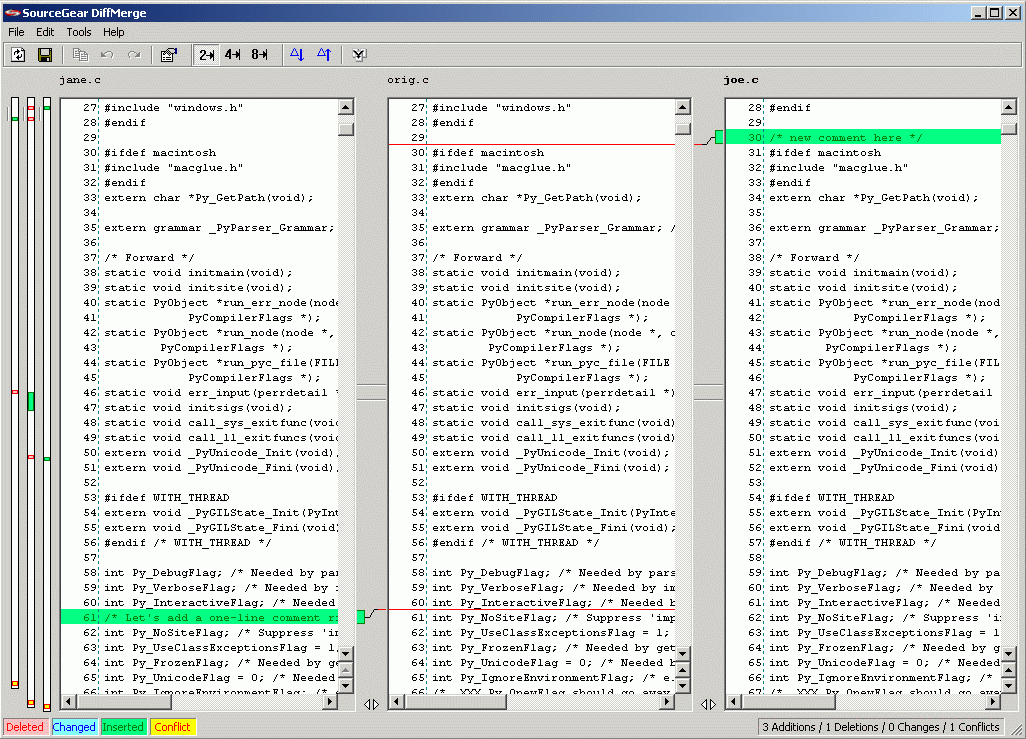 SourceGear DiffMerge
File Edit Tools Help
2 4 8
jane.c
27 #include "windows.h"
28 #endif
29
30 #ifdef macintosh
31 #include "macglue.h"
32 #endif
33 extern char *Py_GetPath(void);
34
35 extern grammar _PyParser_Grammar;
36
37 /* Forward */
38 static void initmain(void);
39 static void initsite(void);
40 static PyObject *run_err_node(node
41 PyCompilerFlags *);
42 static PyObject *run_node(node *,
43 PyCompilerFlags *);
44 static PyObject *run_pyc_file(FILE
45 PyCompilerFlags *);
46 static void err_input(perrdetail *
47 static void initsigs(void);
48 static void call_sys_exitfunc(void
49 static void call_ll_exitfuncs(void
50 extern void _PyUnicode_Init(void)
51 extern void _PyUnicode_Fini(void)
52
53 #ifdef WITH_THREAD
54 extern void _PyGILState_Init(PyInt
55 extern void _PyGILState_Fini(void)
56 #endif /* WITH_THREAD */
57
58 int Py_DebugFlag; /* Needed by par
59 int Py_VerboseFlag; /* Needed by
60 int Py_InteractiveFlag; /* Needed
61 /* Let's add a one-line comment
62 int Py_NoSiteFlag; /* Suppress 'i
63 int Py_UseClassExceptionsFlag = 1
64 int Py_FrozenFlag; /* Needed by ge
65 int Py_UnicodeFlag = 0; /* Needed
66 int Py_IgnoreEnvironmentFlag; /*
orig.c
27 #include "windows.h"
28 #endif
29
30 #ifdef macintosh
31 #include "macglue.h"
32 #endif
33 extern char *Py_GetPath(void);
34
35 extern grammar _PyParser_Grammar; /
36
37 /* Forward */
38 static void initmain(void);
39 static void initsite(void);
40 static PyObject *run_err_node(node
41 PyCompilerFlags *);
42 static PyObject *run_node(node *, c
43 PyCompilerFlags *);
44 static PyObject *run_pyc_file(FILE
45 PyCompilerFlags *);
46 static void err_input(perrdetail *)
47 static void initsigs(void);
48 static void call_sys_exitfunc(void)
49 static void call_ll_exitfuncs(void)
50 extern void _PyUnicode_Init(void);
51 extern void _PyUnicode_Fini(void);
52
53 #ifdef WITH_THREAD
54 extern void _PyGILState_Init(PyInte
55 extern void _PyGILState_Fini(void);
56 #endif /* WITH_THREAD */
57
58 int Py_DebugFlag; /* Needed by pars
59 int Py_VerboseFlag; /* Needed by im
60 int Py_InteractiveFlag; /* Needed b
61 int Py_NoSiteFlag; /* Suppress 'imp
62 int Py_UseClassExceptionsFlag = 1;
63 int Py_FrozenFlag; /* Needed by get
64 int Py_UnicodeFlag = 0; /* Needed b
65 int Py_IgnoreEnvironmentFlag; /* e.
66 /* _XXX Py_QnewFlag should go away
joe.c
28 #endif
29
30 /* new comment here */
31 #ifdef macintosh
32 #include "macglue.h"
33 #endif
34 extern char *Py_GetPath(void);
35
36 extern grammar _PyParser_Grammar;
37
38 /* Forward */
39 static void initmain(void);
40 static void initsite(void);
41 static PyObject *run_err_node(nod
42 PyCompilerFlags *);
43 static PyObject *run_node(node *,
44 PyCompilerFlags *);
45 static PyObject *run_pyc_file(FIL
46 PyCompilerFlags *);
47 static void err_input(perrdetail
48 static void initsigs(void);
49 static void call_sys_exitfunc(voi
50 static void call_ll_exitfuncs(voi
51 extern void _PyUnicode_Init(void)
52 extern void _PyUnicode_Fini(void)
53
54 #ifdef WITH_THREAD
55 extern void _PyGILState_Init(PyIn
56 extern void _PyGILState_Fini(void
57 #endif /* WITH_THREAD */
58
59 int Py_DebugFlag; /* Needed by pa
60 int Py_VerboseFlag; /* Needed by
61 int Py_InteractiveFlag; /* Needed
62 int Py_NoSiteFlag; /* Suppress 'i
63 int Py_UseClassExceptionsFlag = 1
64 int Py_FrozenFlag; /* Needed by g
65 int Py_UnicodeFlag = 0; /* Needed
66 int Py_IgnoreEnvironmentFlag; /*
67 /* _XXX Py_QnewFlag should go away
Deleted Changed Inserted Conflict
3 Additions / 1 Deletions / 0 Changes / 1 Conflicts